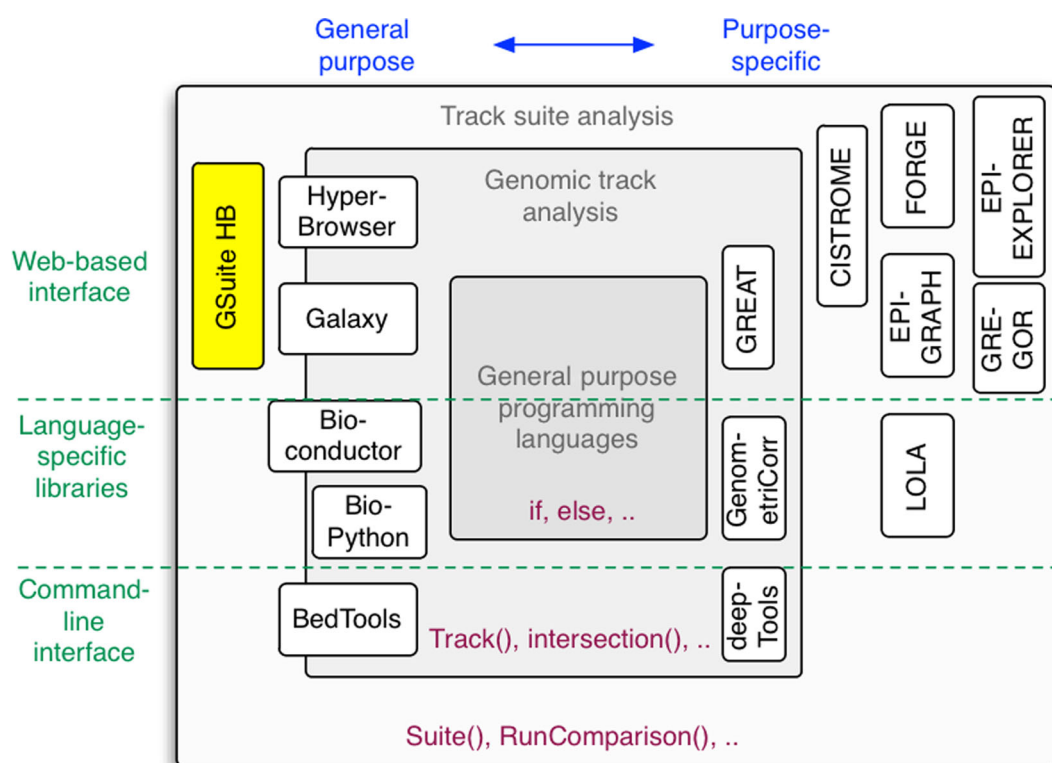 General
purpose
Purpose-
specific
Track suite analysis
Genomic track
analysis
GSuite HB
Hyper-
Browser
Galaxy
GREAT
CISTROME
FORGE
EPI-
EXPLORER
EPI-
GRAPH
GRE-
GOR
Web-based
interface
General purpose
programming
languages
if, else, ..
Language-
specific
libraries
Bio-
conductor
Bio-
Python
Genom-
etriCorr
LOLA
Command-
line
interface
BedTools
Track(), intersection(), ..
deep-
Tools
Suite(), RunComparison(), ..